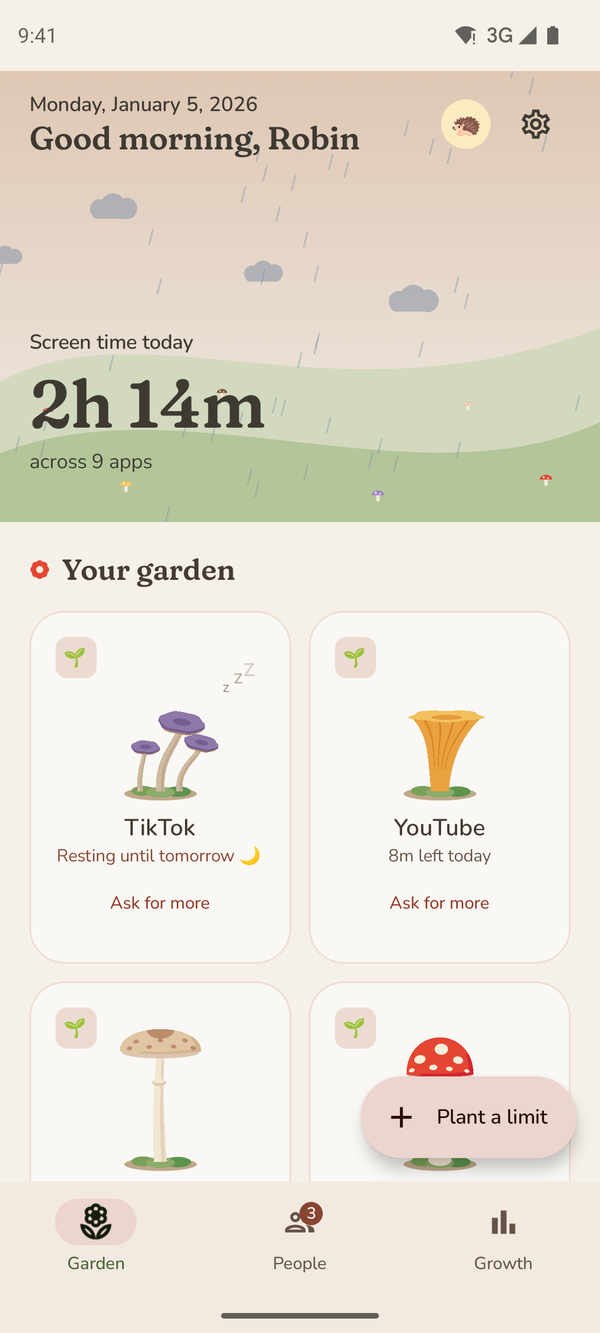 9:41
3G
Monday, January 5, 2026
Good morning, Robin
Screen time today
2h 14m
across 9 apps
Your garden
z z z
TikTok
Resting until tomorrow 🌙
Ask for more
YouTube
8m left today
Ask for more
+ Plant a limit
3
Garden
People
Growth